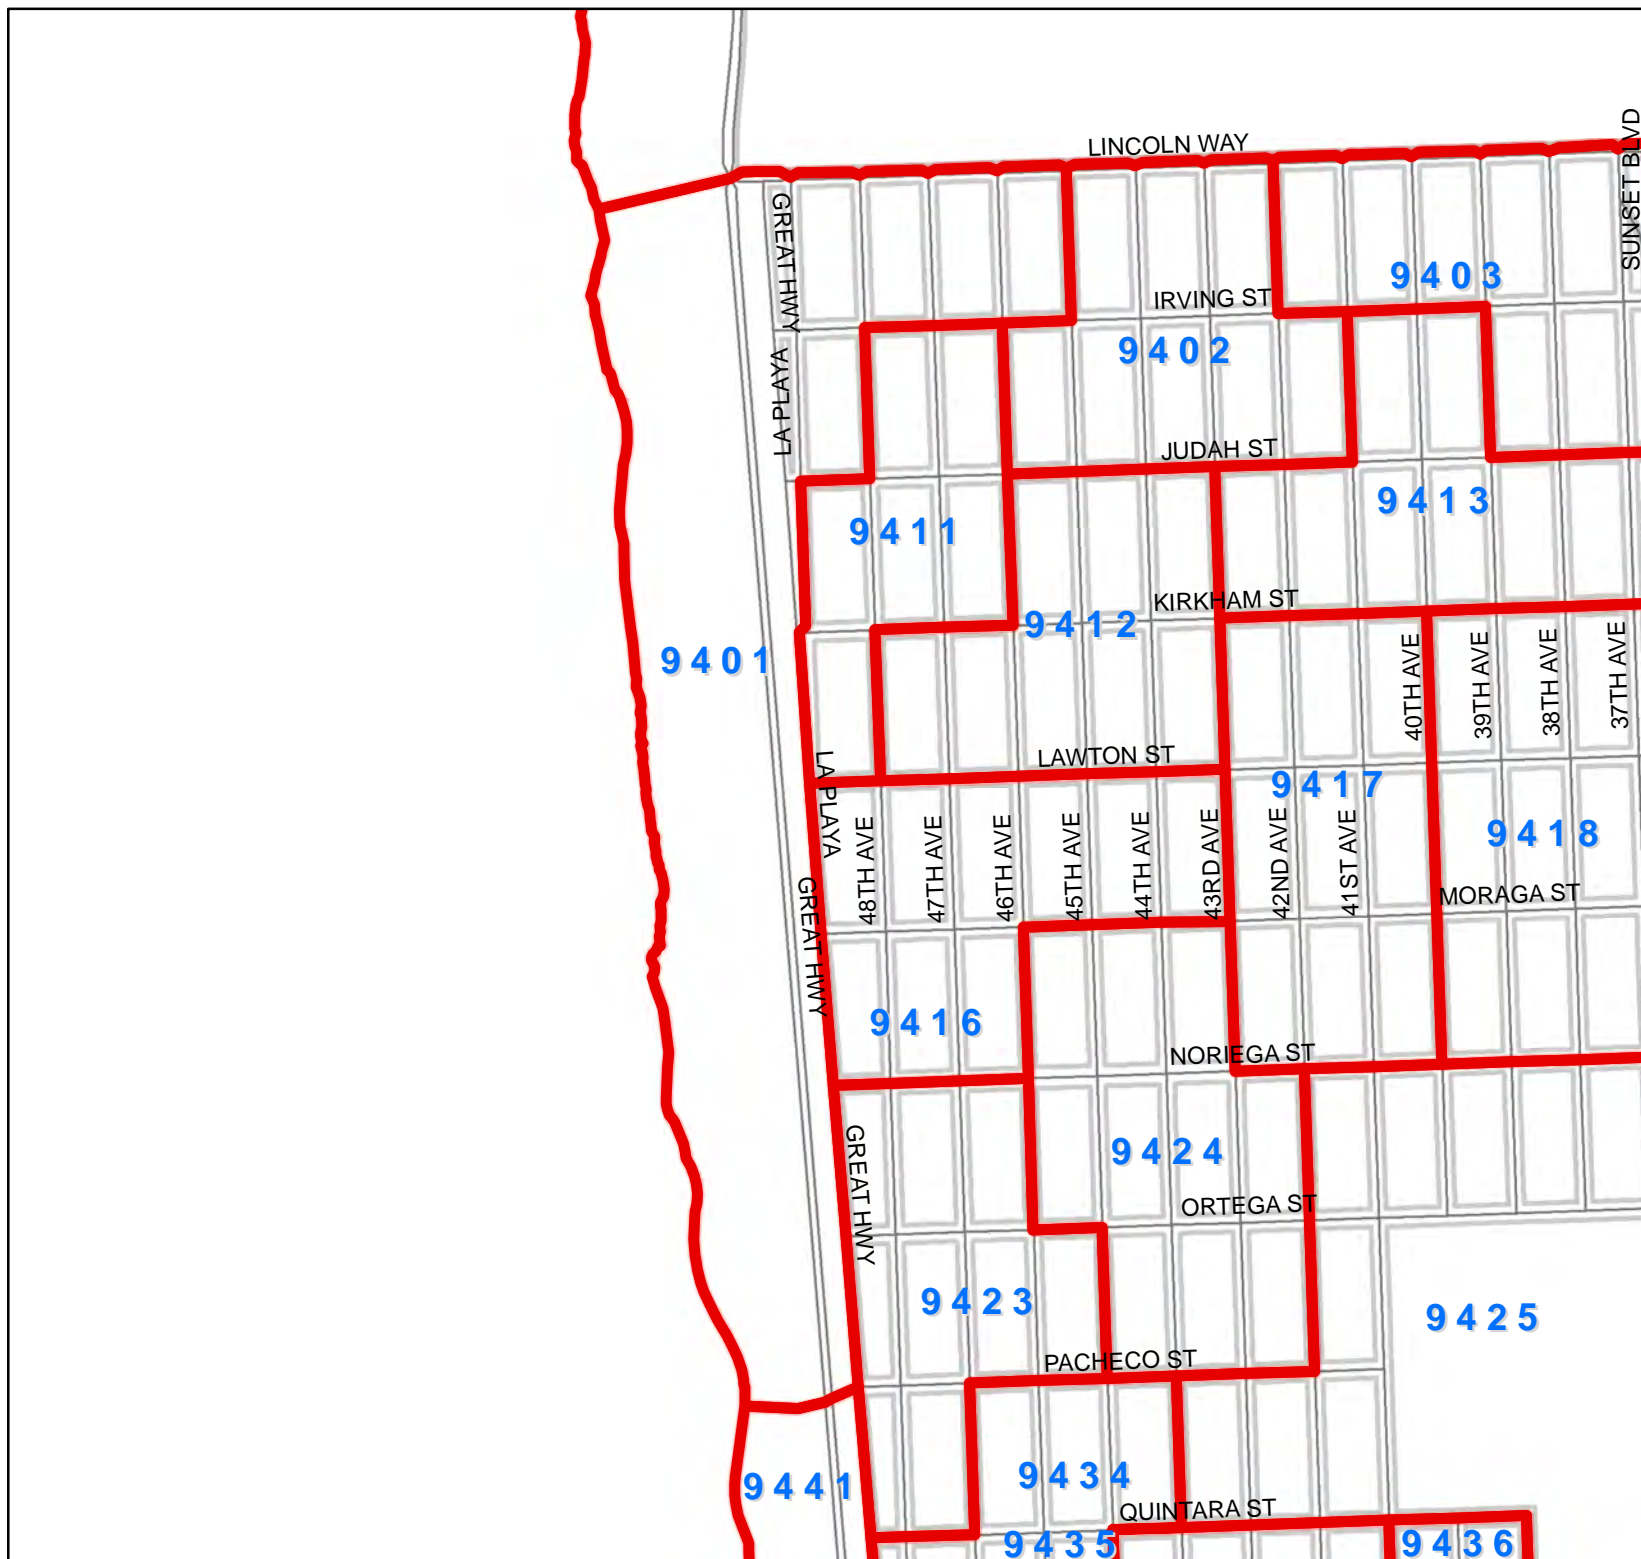 LINCOLN WAY
SUNSET BLVD
GREAT HWY
9403
IRVING ST
9402
LA PLAYA
JUDAH ST
9411
9413
KIRKHAM ST
9412
9401
40TH AVE
39TH AVE
38TH AVE
37TH AVE
LAWTON ST
LA PLAYA
9417
9418
48TH AVE
47TH AVE
46TH AVE
45TH AVE
44TH AVE
43RD AVE
42ND AVE
41ST AVE
MORAGA ST
GREAT HWY
9416
NORIEGA ST
GREAT HWY
9424
ORTEGA ST
9423
9425
PACHECO ST
9434
9441
QUINTARA ST
9435
9436